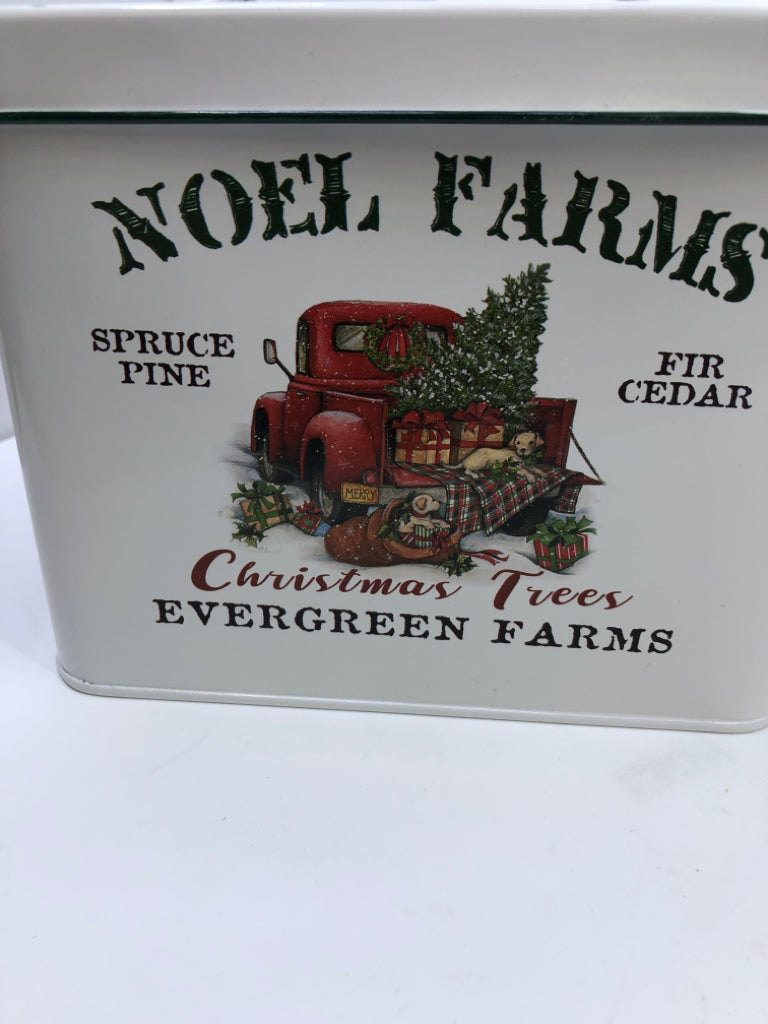 NOEL FARMS
SPRUCE
PINE
FIR
CEDAR
MERRY
Christmas Trees
EVERGREEN FARMS